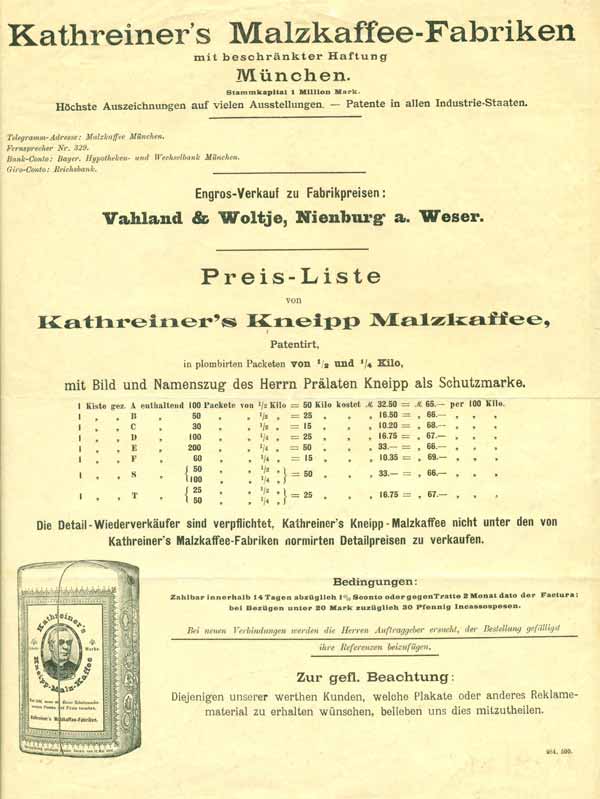 Kathreiner's Malzkaffee-Fabriken
mit beschränkter Haftung
München.
Stammkapital 1 Million Mark.
Höchste Auszeichnungen auf vielen Ausstellungen. — Patente in allen Industrie-Staaten.
Telegramm-Adresse: Malzkaffee München.
Fernsprecher Nr. 329.
Bank-Conto: Bayer. Hypotheken- und Wechselbank München.
Giro-Conto: Reichsbank.
Engros-Verkauf zu Fabrikpreisen:
Vahland & Woltje, Nienburg a. Weser.
Preis-Liste
von
Kathreiner's Kneipp Malzkaffee,
Patentirt,
in plombirten Packeten von 1/2 und 1/4 Kilo,
mit Bild und Namenszug des Herrn Prälaten Kneipp als Schutzmarke.
1 Kiste gez. A enthaltend 100 Packete von 1/2 Kilo = 50 Kilo kostet ℳ 32.50 = ℳ 65.— per 100 Kilo.
1 „ „ B „ 50 „ „ 1/2 „ = 25 „ „ „ 16.50 = „ 66.— „ „ „
1 „ „ C „ 30 „ „ 1/2 „ = 15 „ „ „ 10.20 = „ 68.— „ „ „
1 „ „ D „ 100 „ „ 1/4 „ = 25 „ „ „ 16.75 = „ 67.— „ „ „
1 „ „ E „ 200 „ „ 1/4 „ = 50 „ „ „ 33.— = „ 66.— „ „ „
1 „ „ F „ 60 „ „ 1/4 „ = 15 „ „ „ 10.35 = „ 69.— „ „ „
1 „ „ S „ { 50 „ „ 1/2 „ } = 50 „ „ „ 33.— = „ 66.— „ „ „
{ 100 „ „ 1/4 „ }
1 „ „ T „ { 25 „ „ 1/2 „ } = 25 „ „ „ 16.75 = „ 67.— „ „ „
{ 50 „ „ 1/4 „ }
Die Detail-Wiederverkäufer sind verpflichtet, Kathreiner's Kneipp-Malzkaffee nicht unter den von
Kathreiner's Malzkaffee-Fabriken normirten Detailpreisen zu verkaufen.
Bedingungen:
Zahlbar innerhalb 14 Tagen abzüglich 1% Sconto oder gegen Tratte 2 Monat dato der Factura:
bei Bezügen unter 20 Mark zuzüglich 30 Pfennig Incassospesen.
Bei neuen Verbindungen werden die Herren Auftraggeber ersucht, der Bestellung gefälligst
ihre Referenzen beizufügen.
Zur gefl. Beachtung:
Diejenigen unserer werthen Kunden, welche Plakate oder anderes Reklame-
material zu erhalten wünschen, belieben uns dies mitzutheilen.
Kathreiner's
Schutz Marke
Kneipp-Malz-Kaffee
Kathreiner's Malzkaffee-Fabriken.